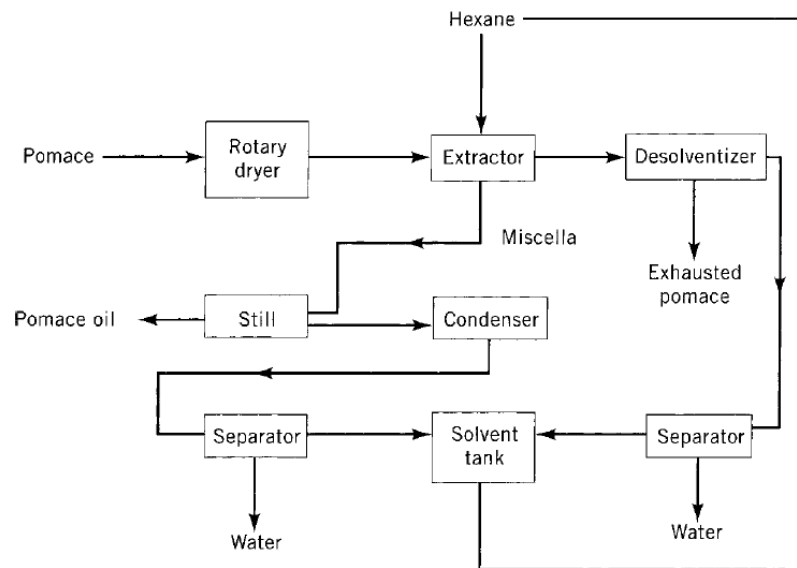 Hexane
Pomace
Rotary
dryer
Extractor
Desolventizer
Miscella
Exhausted
pomace
Pomace oil
Still
Condenser
Separator
Solvent
tank
Separator
Water
Water